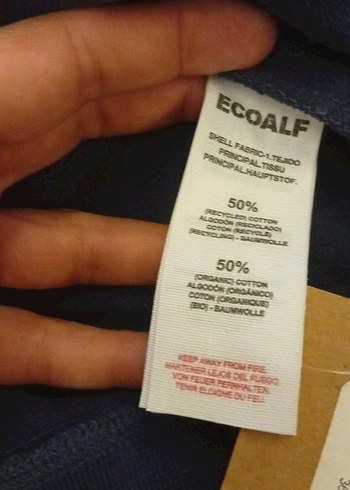 ECOALF
SHELL FABRIC-1.TEJIDO
PRINCIPAL.TISSU
PRINCIPAL.HAUPTSTOF.
50%
(RECYCLED) COTTON
ALGODÓN (RECICLADO)
COTON (RECYCLÉ)
(RECYCLING) - BAUMWOLLE
50%
(ORGANIC) COTTON
ALGODÓN (ORGÁNICO)
COTON (ORGANIQUE)
(BIO) - BAUMWOLLE
KEEP AWAY FROM FIRE.
MANTENER LEJOS DEL FUEGO.
VON FEUER FERNHALTEN.
TENIR ELOIGNE DU FEU.